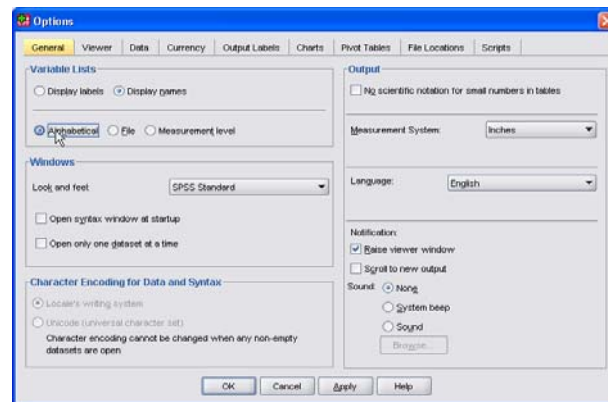 Options
General Viewer Data Currency Output Labels Charts Pivot Tables File Locations Scripts
Variable Lists
Display labels Display names
Alphabetical File Measurement level
Windows
Look and feel: SPSS Standard
Open syntax window at startup
Open only one dataset at a time
Character Encoding for Data and Syntax
Locale's writing system
Unicode (universal character set)
Character encoding cannot be changed when any non-empty
datasets are open
Output
No scientific notation for small numbers in tables
Measurement System: Inches
Language: English
Notification:
Raise viewer window
Scroll to new output
Sound: None
System beep
Sound
Browse...
OK Cancel Apply Help